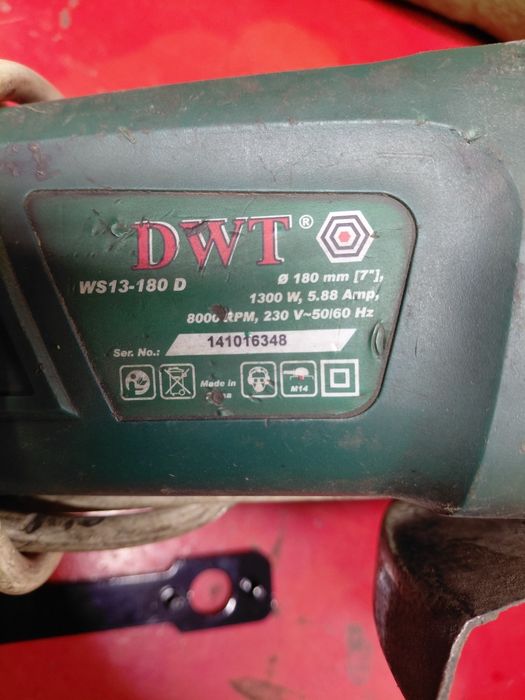 DWT ®
WS13-180 D
Ø 180 mm [7"],
1300 W, 5.88 Amp,
8000 RPM, 230 V~50/60 Hz
Ser. No.: 141016348
Made in
M14